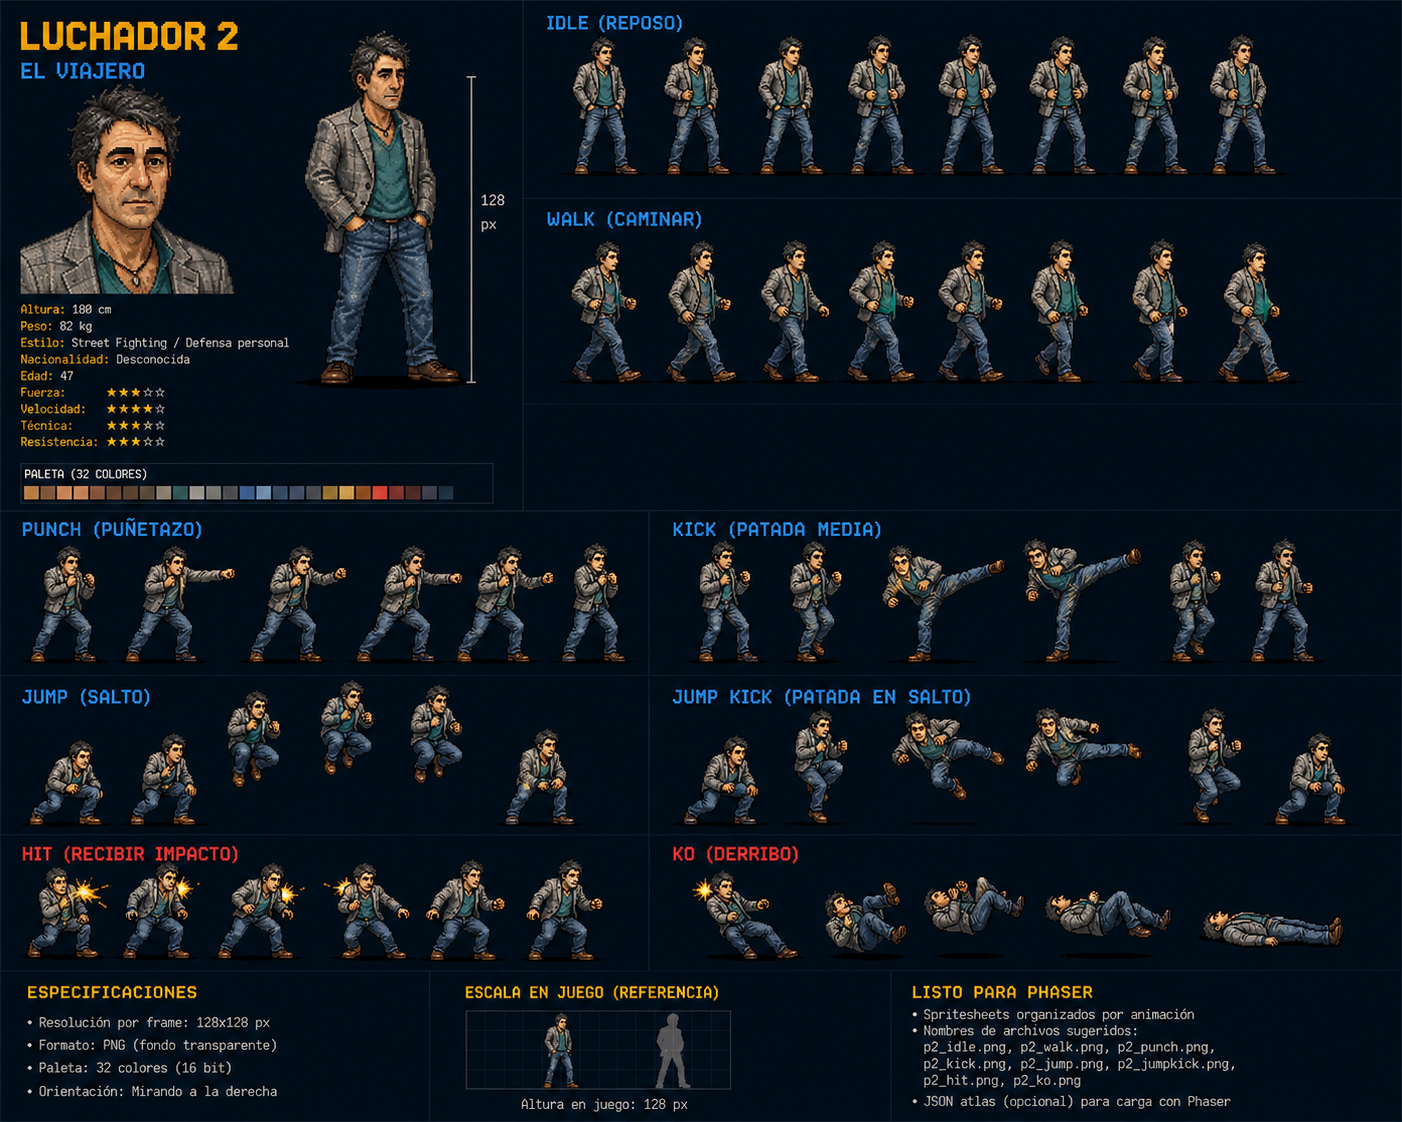 LUCHADOR 2
EL VIAJERO
128
px
Altura: 180 cm
Peso: 82 kg
Estilo: Street Fighting / Defensa personal
Nacionalidad: Desconocida
Edad: 47
Fuerza: ★★★☆☆
Velocidad: ★★★★☆
Técnica: ★★★☆☆
Resistencia: ★★★☆☆
PALETA (32 COLORES)
IDLE (REPOSO)
WALK (CAMINAR)
PUNCH (PUÑETAZO)
KICK (PATADA MEDIA)
JUMP (SALTO)
JUMP KICK (PATADA EN SALTO)
HIT (RECIBIR IMPACTO)
KO (DERRIBO)
ESPECIFICACIONES
• Resolución por frame: 128x128 px
• Formato: PNG (fondo transparente)
• Paleta: 32 colores (16 bit)
• Orientación: Mirando a la derecha
ESCALA EN JUEGO (REFERENCIA)
Altura en juego: 128 px
LISTO PARA PHASER
• Spritesheets organizados por animación
• Nombres de archivos sugeridos:
p2_idle.png, p2_walk.png, p2_punch.png,
p2_kick.png, p2_jump.png, p2_jumpkick.png,
p2_hit.png, p2_ko.png
• JSON atlas (opcional) para carga con Phaser